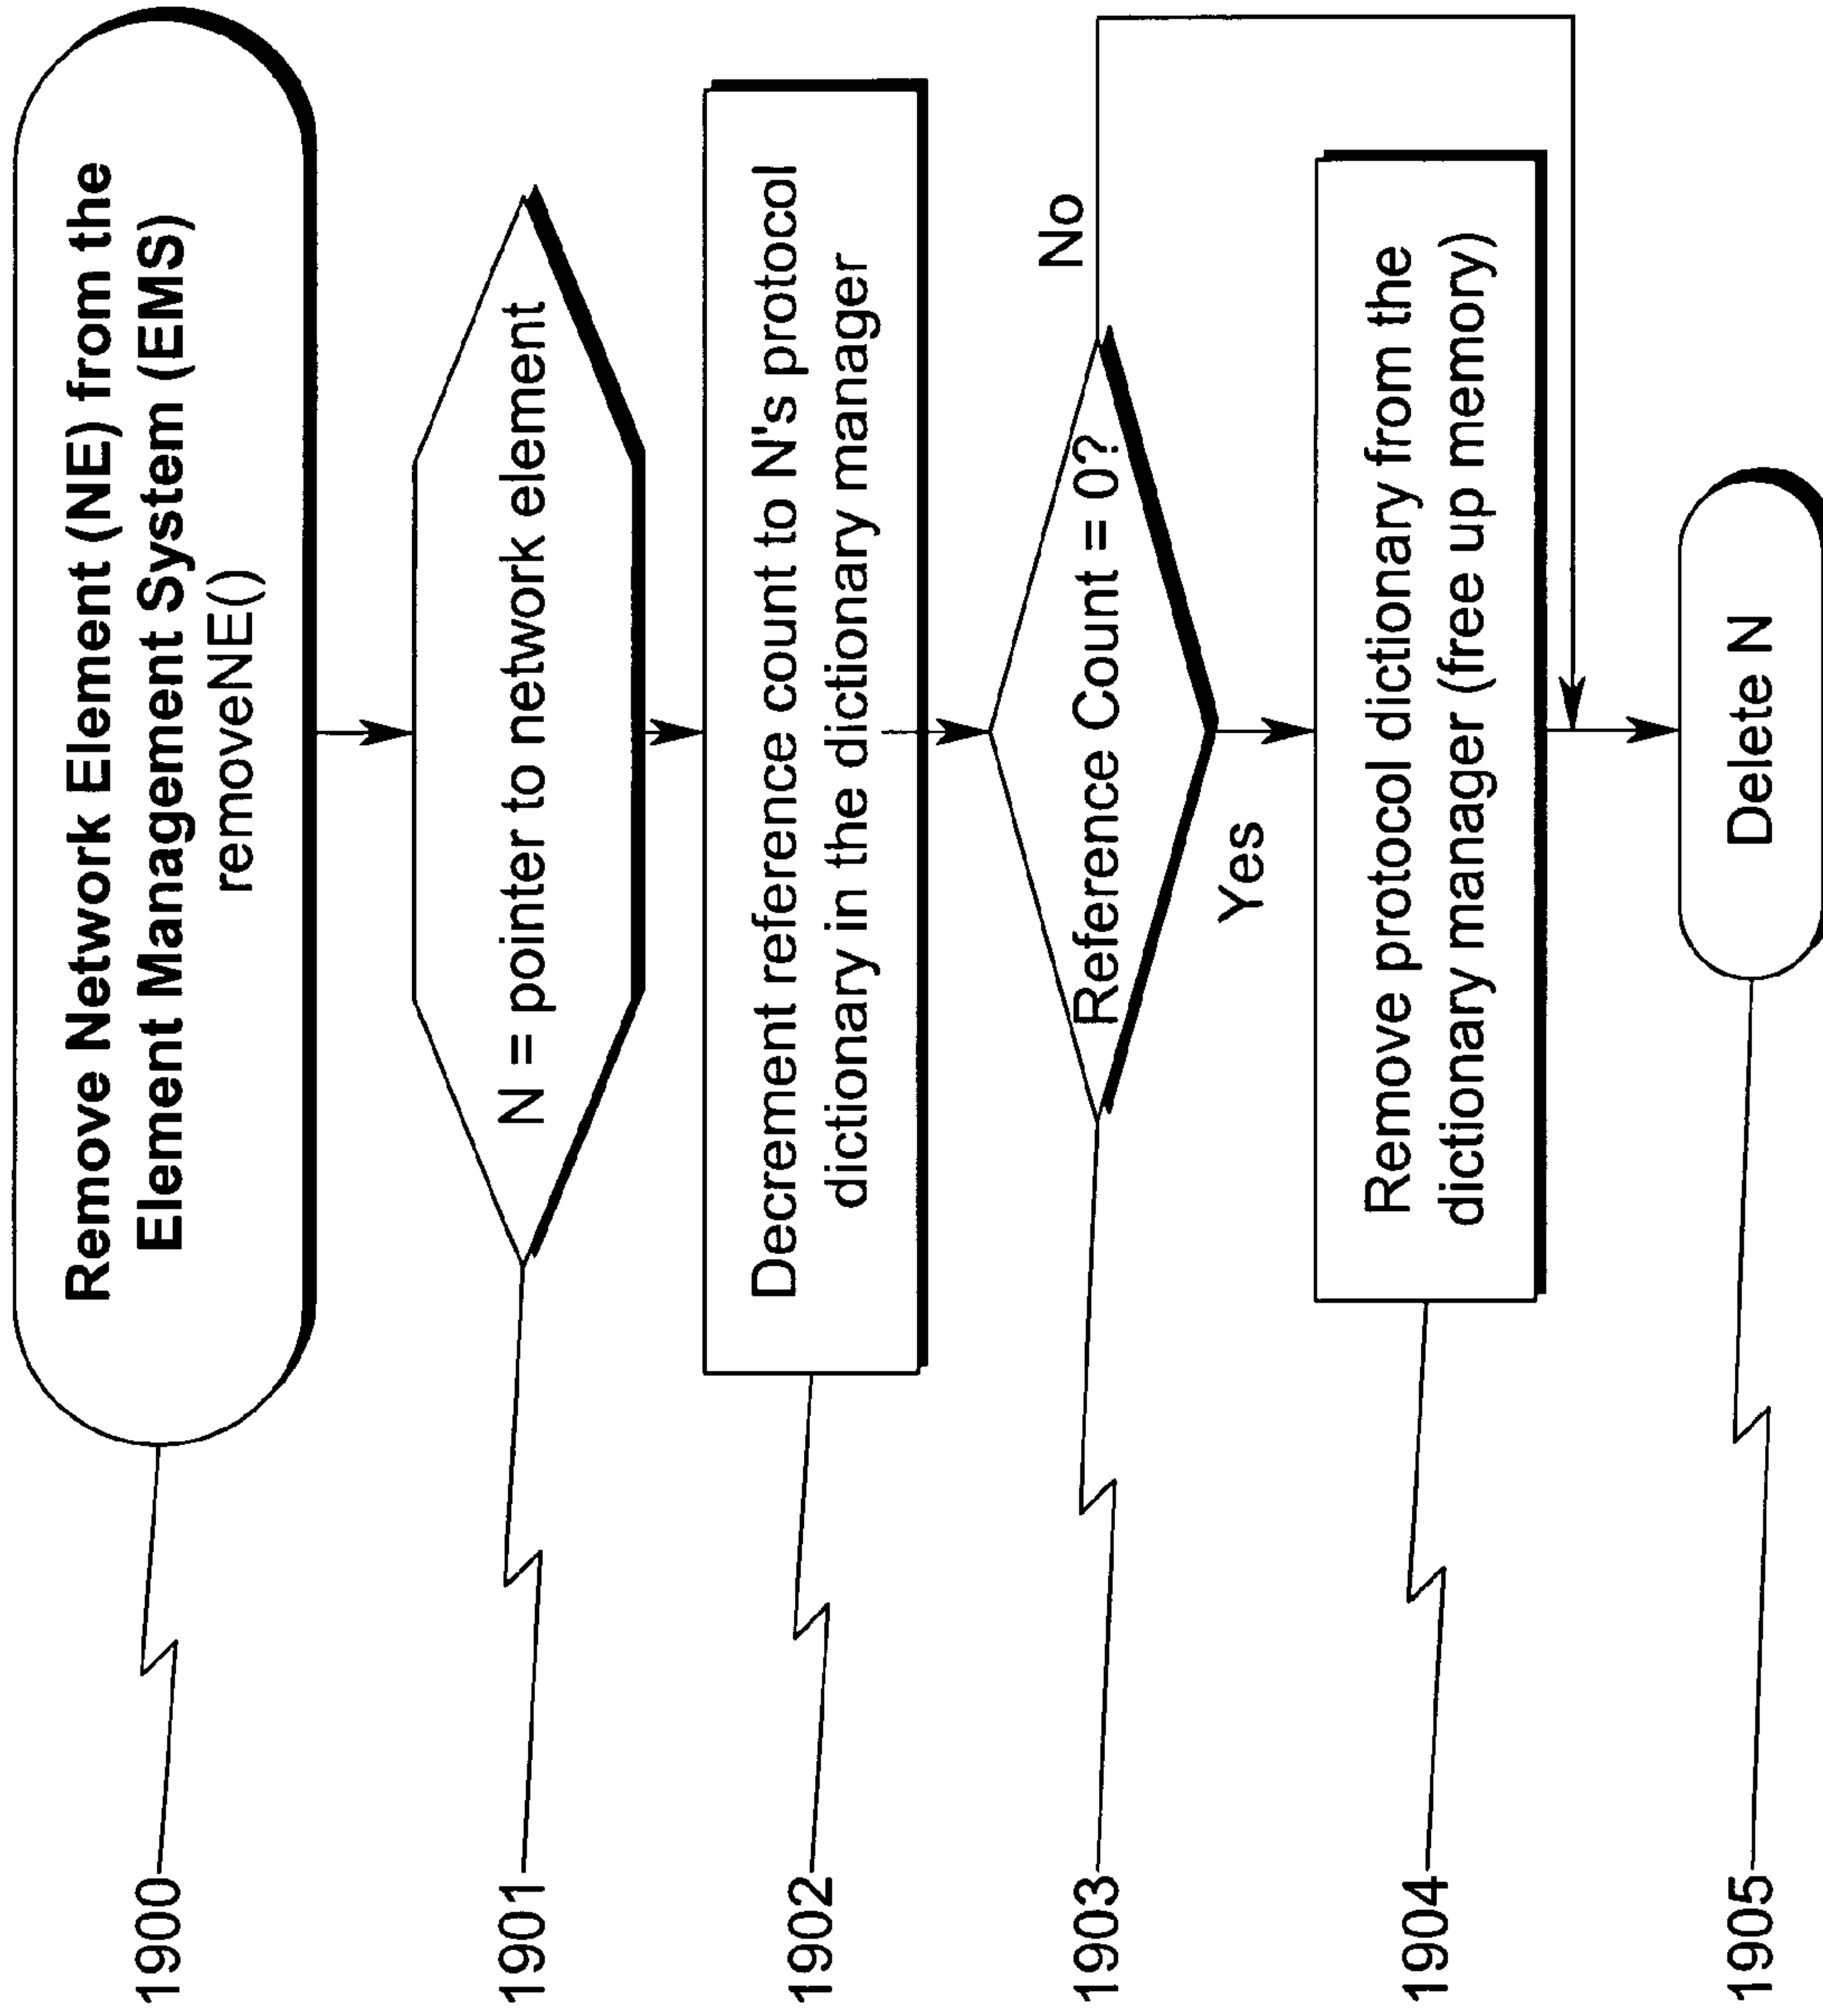 1900
Remove Network Element (NE) from the
Element Management System (EMS)
removeNE()
1901
N = pointer to network element
1902
Decrement reference count to N's protocol
dictionary in the dictionary manager
1903
Reference Count = 0?
No
Yes
1904
Remove protocol dictionary from the
dictionary manager (free up memory)
1905
Delete N